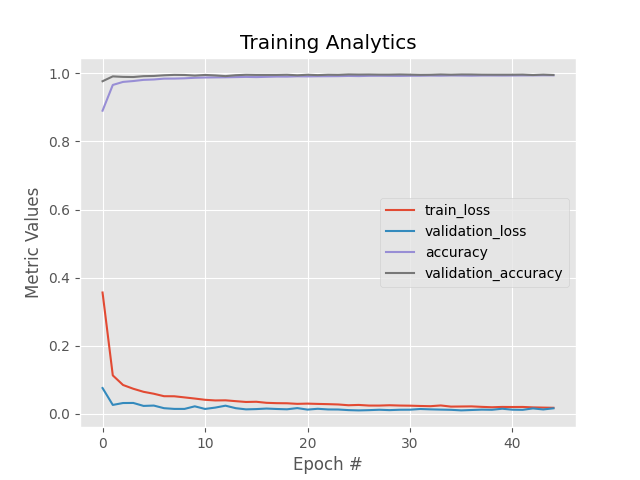 Training Analytics
1.0
0.8
0.6
0.4
0.2
0.0
Metric Values
train_loss
validation_loss
accuracy
validation_accuracy
0
10
20
30
40
Epoch #